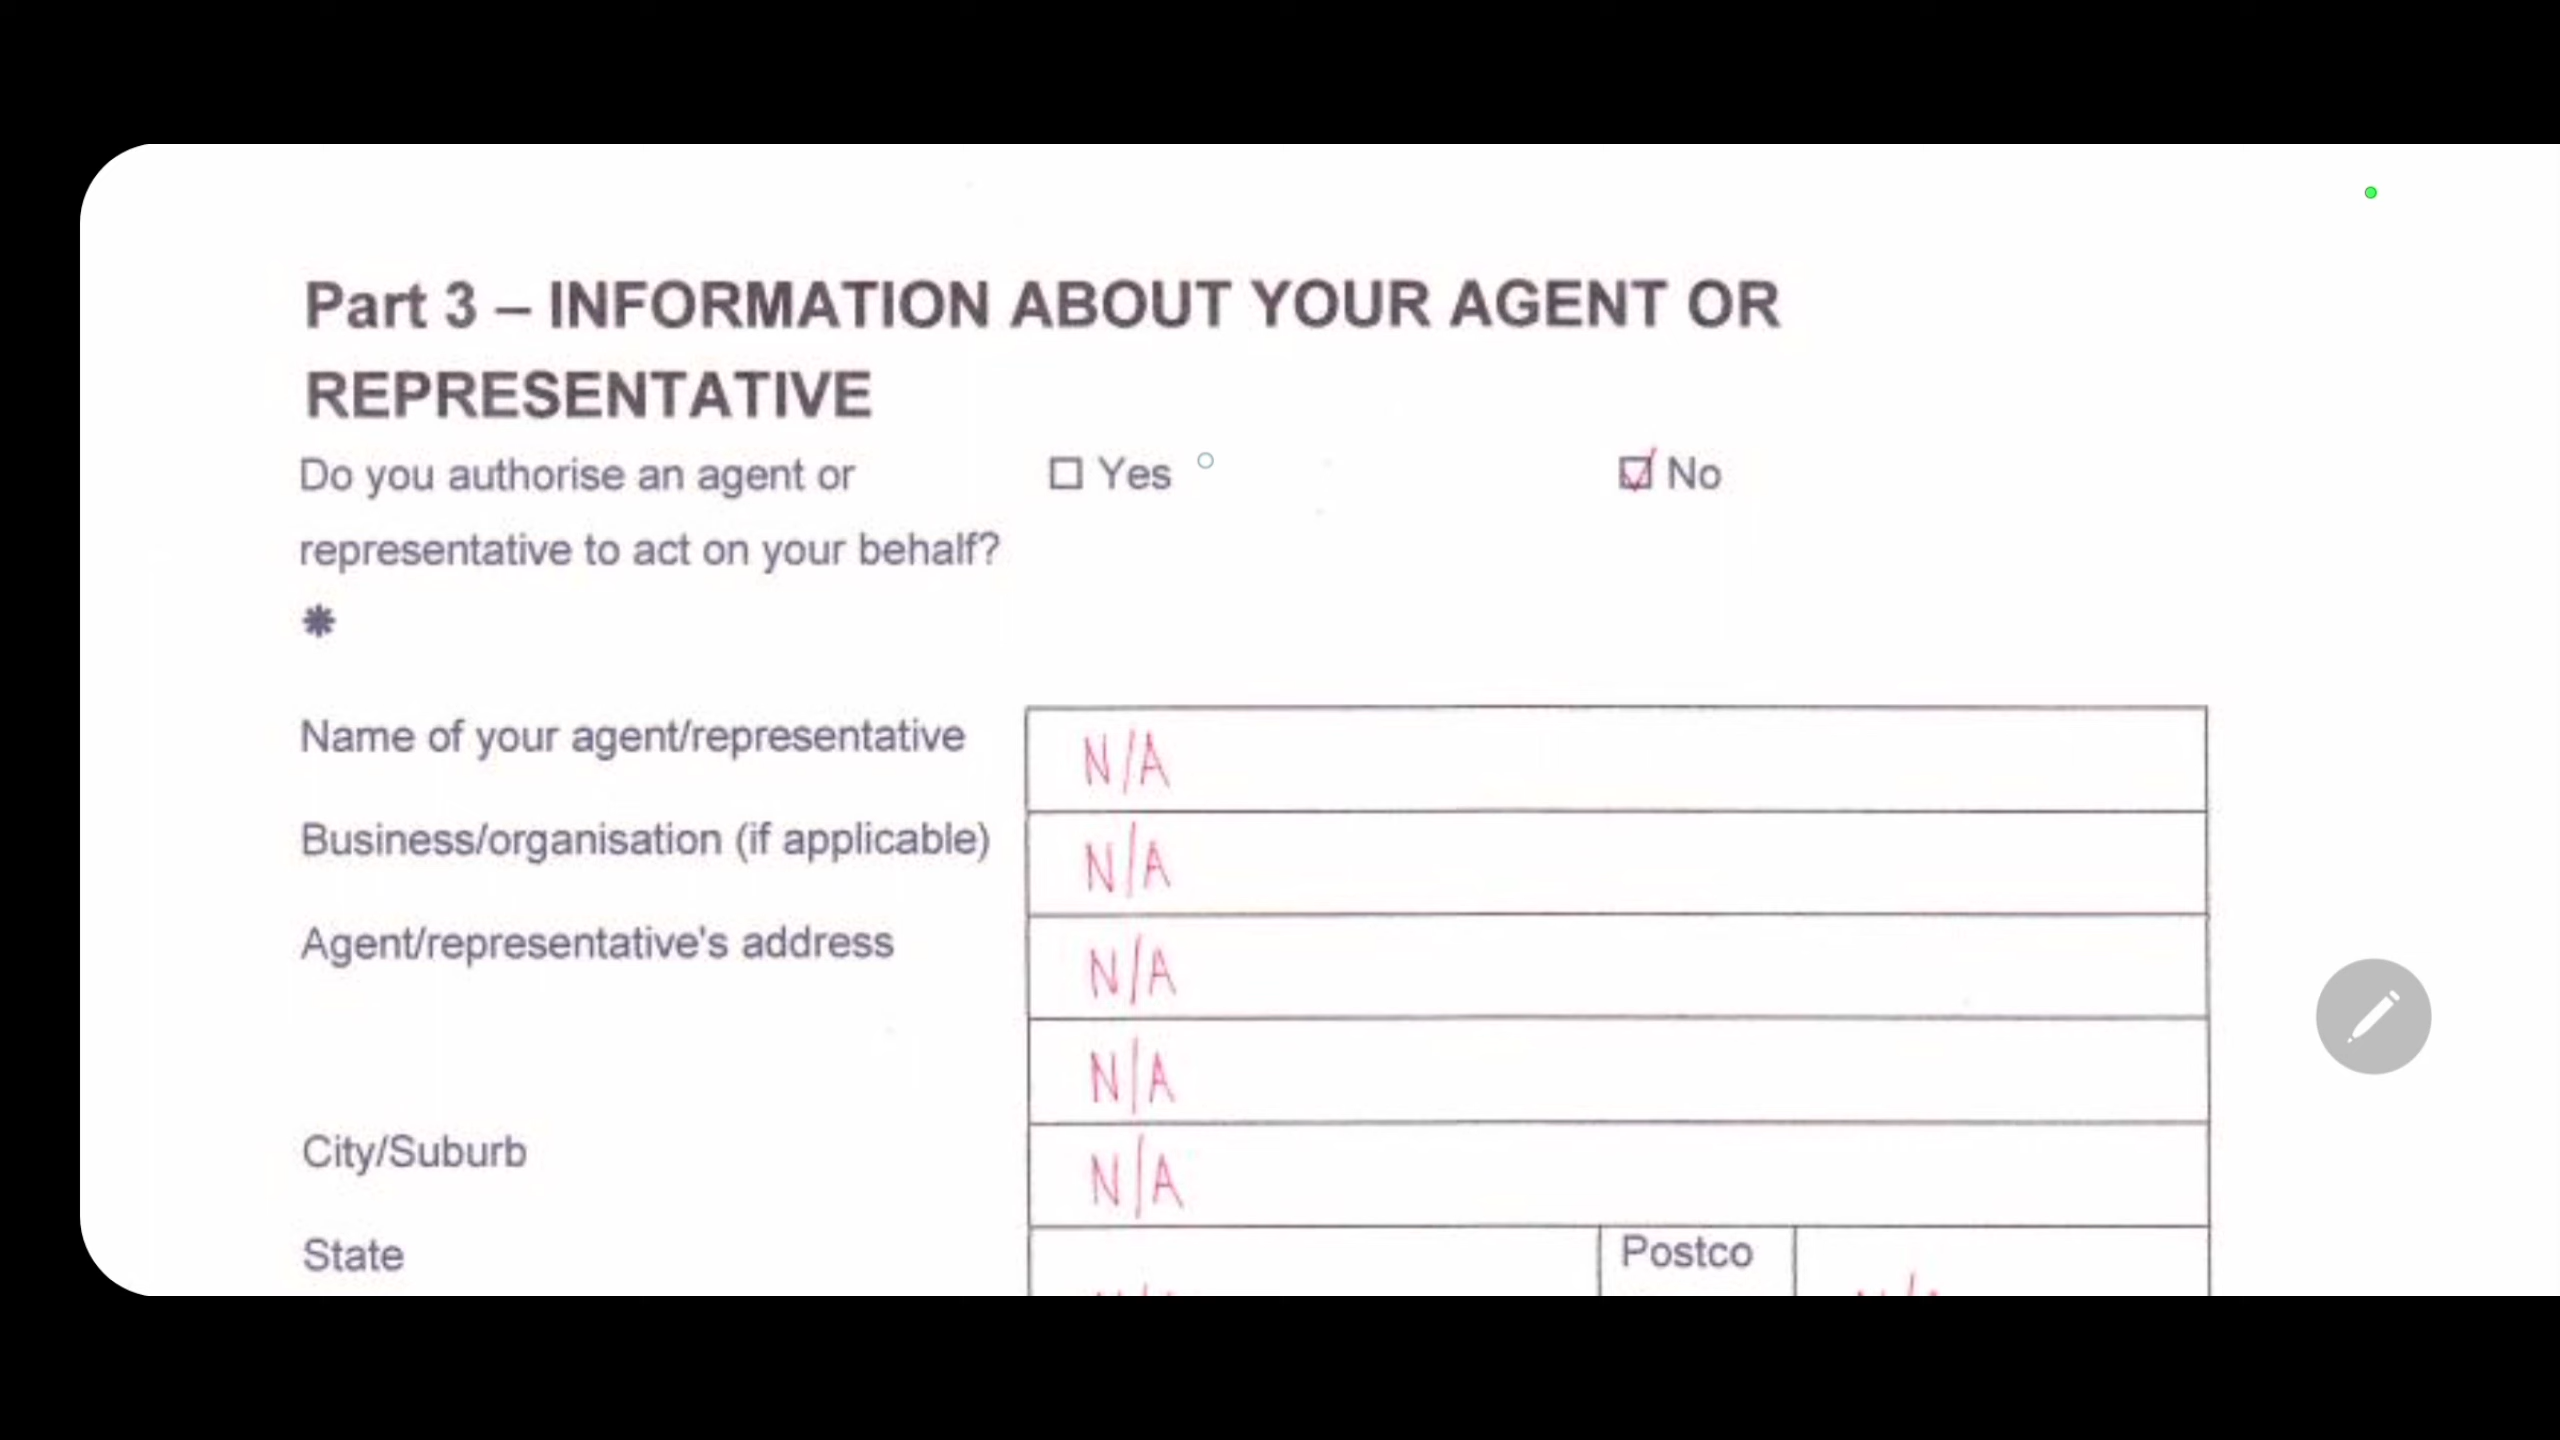 Part 3 – INFORMATION ABOUT YOUR AGENT OR
REPRESENTATIVE
Do you authorise an agent or ☐ Yes ☑ No
representative to act on your behalf?
✱
Name of your agent/representative N/A
Business/organisation (if applicable) N/A
Agent/representative's address N/A
N/A
City/Suburb N/A
State Postco